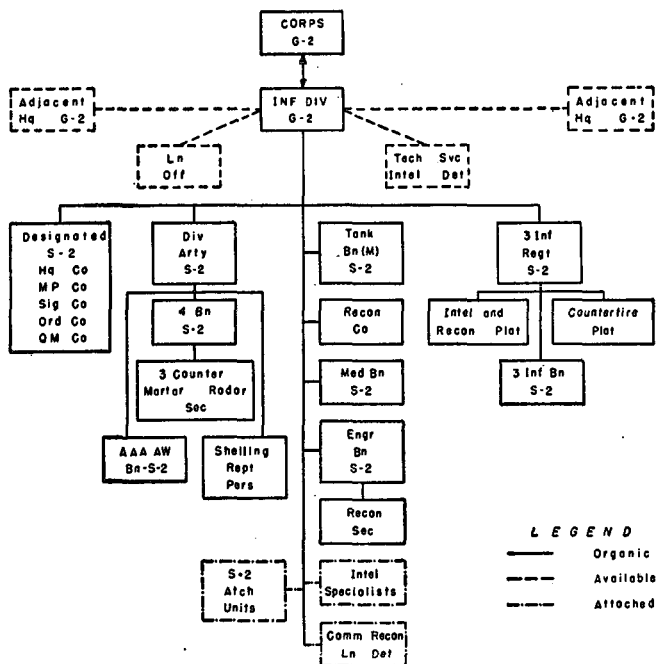 CORPS
G-2
Adjacent
Hq G-2
INF DIV
G-2
Adjacent
Hq G-2
Ln
Off
Tech Svc
Intel Det
Designated
S-2
Hq Co
MP Co
Sig Co
Ord Co
QM Co
Div
Arty
S-2
4 Bn
S-2
3 Counter
Mortar Radar
Sec
AAA AW
Bn-S-2
Shelling
Rept
Pers
Tank
Bn (M)
S-2
Recon
Co
Med Bn
S-2
Engr
Bn
S-2
Recon
Sec
3 Inf
Regt
S-2
Intel and
Recon Plat
Counterfire
Plat
3 Inf Bn
S-2
S-2
Atch
Units
Intel
Specialists
Comm Recon
Ln Det
LEGEND
Organic
Available
Attached